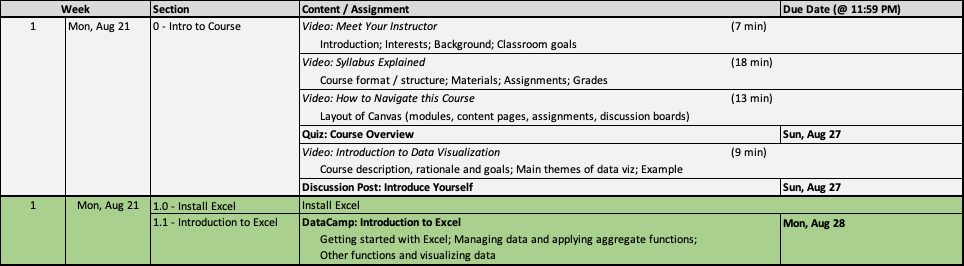 Week Section Content / Assignment Due Date (@ 11:59 PM)
1 Mon, Aug 21 0 - Intro to Course Video: Meet Your Instructor (7 min)
Introduction; Interests; Background; Classroom goals
Video: Syllabus Explained (18 min)
Course format / structure; Materials; Assignments; Grades
Video: How to Navigate this Course (13 min)
Layout of Canvas (modules, content pages, assignments, discussion boards)
Quiz: Course Overview Sun, Aug 27
Video: Introduction to Data Visualization (9 min)
Course description, rationale and goals; Main themes of data viz; Example
Discussion Post: Introduce Yourself Sun, Aug 27
1 Mon, Aug 21 1.0 - Install Excel Install Excel
1.1 - Introduction to Excel DataCamp: Introduction to Excel Mon, Aug 28
Getting started with Excel; Managing data and applying aggregate functions;
Other functions and visualizing data